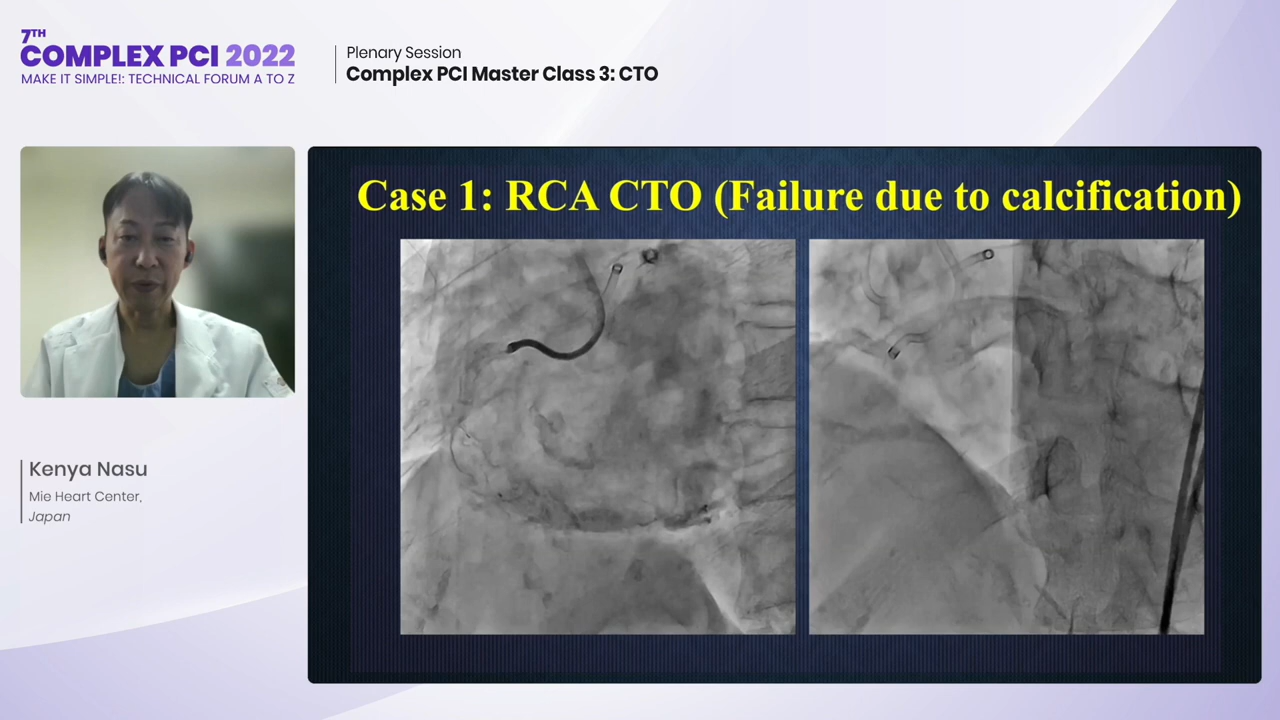 7TH
COMPLEX PCI 2022
MAKE IT SIMPLE!: TECHNICAL FORUM A TO Z
Plenary Session
Complex PCI Master Class 3: CTO
Case 1: RCA CTO (Failure due to calcification)
Kenya Nasu
Mie Heart Center,
Japan